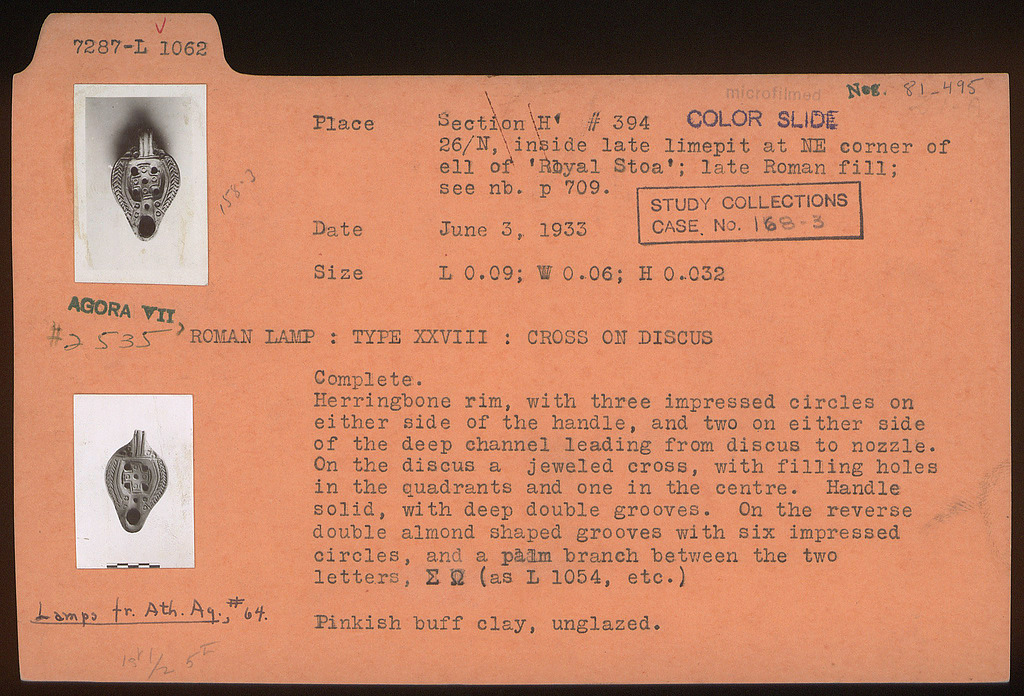 7287-L 1062
microfilmed
Neg. 81-495
COLOR SLIDE
Place Section H' # 394
26/N, inside late limepit at NE corner of
ell of 'Royal Stoa'; late Roman fill;
see nb. p 709.
158-3
STUDY COLLECTIONS
CASE No. 168-3
Date June 3, 1933
Size L 0.09; W 0.06; H 0.032
AGORA VII,
#2535
ROMAN LAMP : TYPE XXVIII : CROSS ON DISCUS
Complete.
Herringbone rim, with three impressed circles on
either side of the handle, and two on either side
of the deep channel leading from discus to nozzle.
On the discus a jeweled cross, with filling holes
in the quadrants and one in the centre. Handle
solid, with deep double grooves. On the reverse
double almond shaped grooves with six impressed
circles, and a palm branch between the two
letters, Σ Ω (as L 1054, etc.)
Pinkish buff clay, unglazed.
Lamps fr. Ath. Ag., #64.
1st 1/2 5